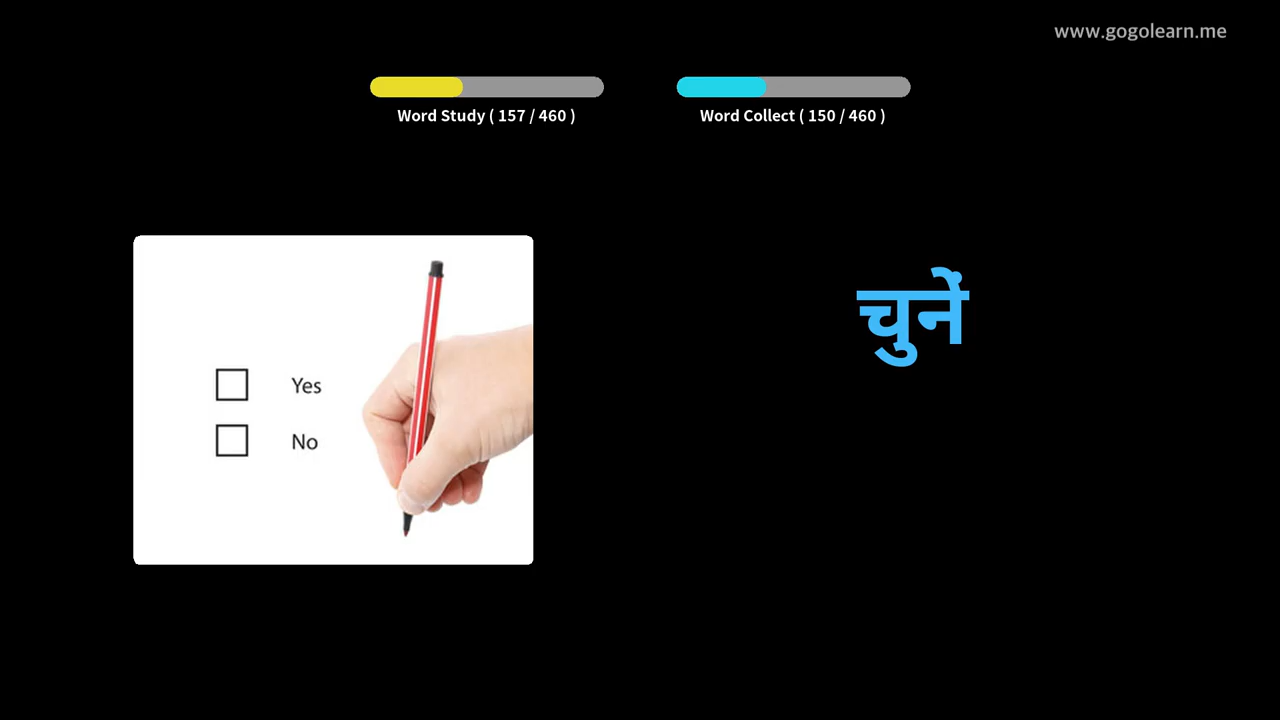 www.gogolearn.me
Word Study ( 157 / 460 )
Word Collect ( 150 / 460 )
Yes
No
चुनें